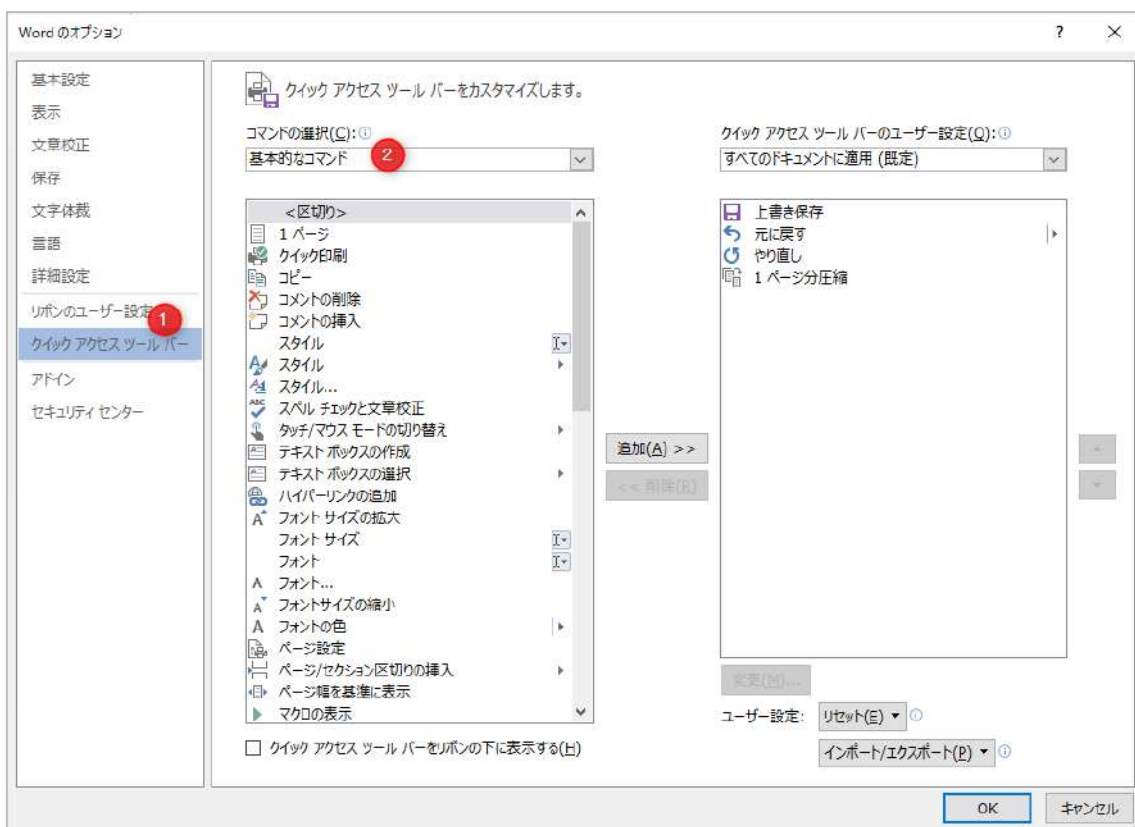 Word のオプション
?
基本設定
表示
文章校正
保存
文字体裁
言語
詳細設定
リボンのユーザー設定
1
クイック アクセス ツール バー
アドイン
セキュリティ センター
クイック アクセス ツール バーをカスタマイズします。
コマンドの選択(C):
基本的なコマンド
2
<区切り>
1 ページ
クイック印刷
コピー
コメントの削除
コメントの挿入
スタイル
スタイル
スタイル...
スペル チェックと文章校正
タッチ/マウス モードの切り替え
テキスト ボックスの作成
テキスト ボックスの選択
ハイパーリンクの追加
フォント サイズの拡大
フォント サイズ
フォント
フォント...
フォントサイズの縮小
フォントの色
ページ設定
ページ/セクション区切りの挿入
ページ幅を基準に表示
マクロの表示
クイック アクセス ツール バーをリボンの下に表示する(H)
追加(A) >>
<< 削除(R)
クイック アクセス ツール バーのユーザー設定(Q):
すべてのドキュメントに適用 (既定)
上書き保存
元に戻す
やり直し
1 ページ分圧縮
変更(M)...
ユーザー設定:
リセット(E)
インポート/エクスポート(P)
OK
キャンセル